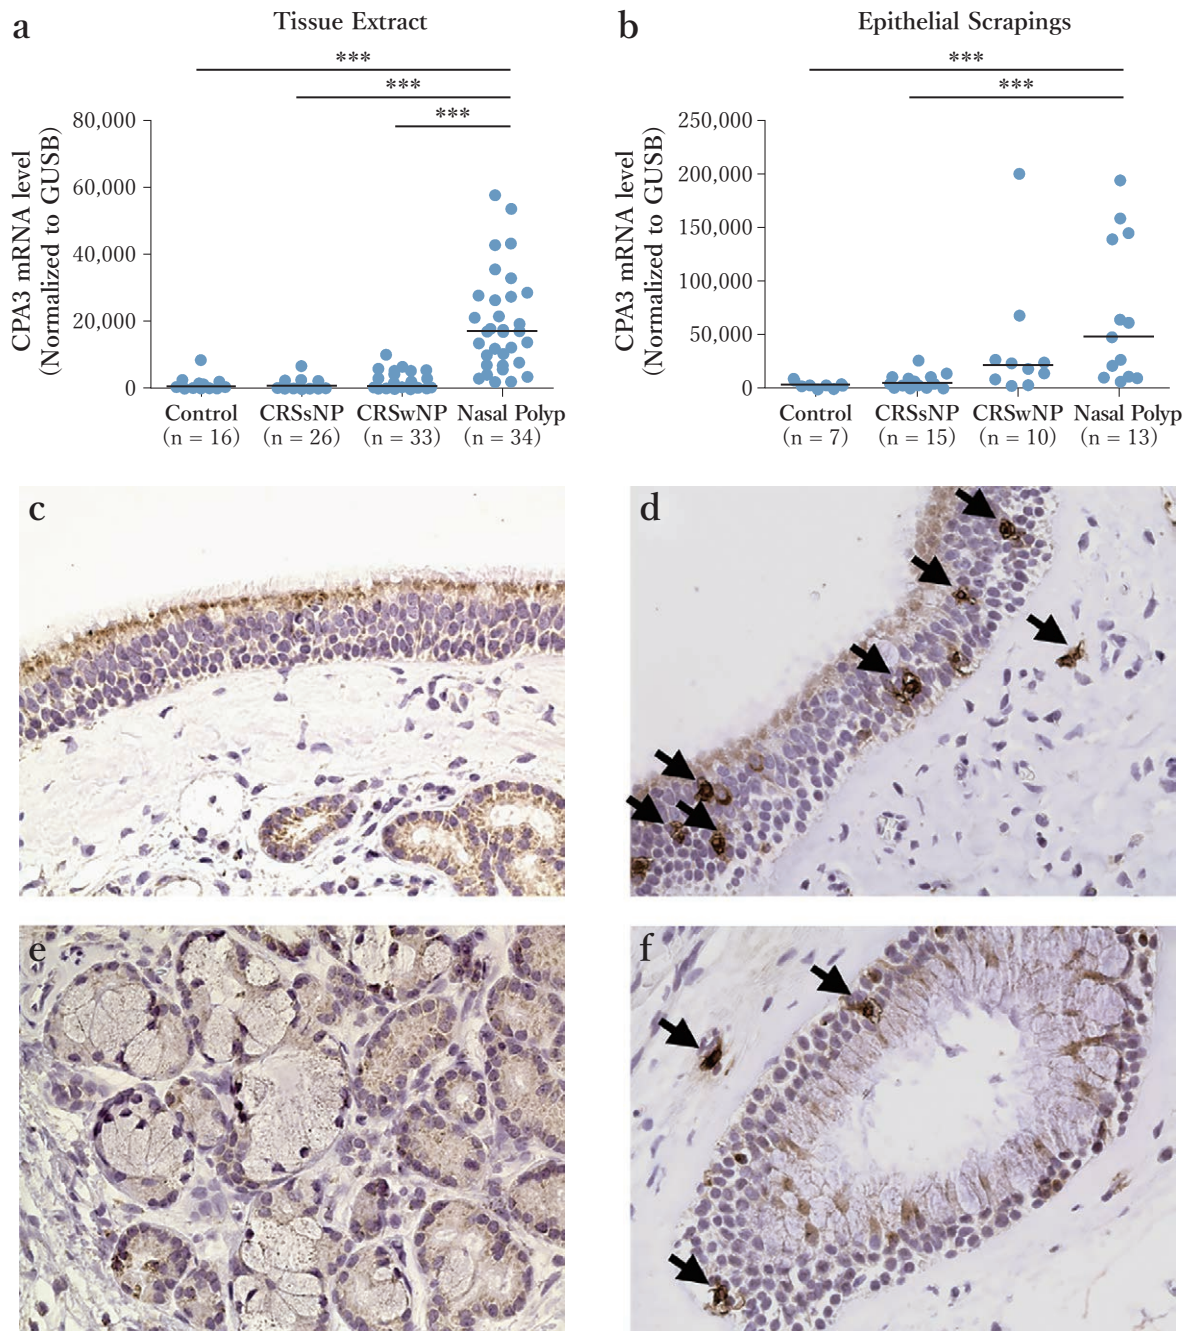 a
Tissue Extract
***
***
***
CPA3 mRNA level
(Normalized to GUSB)
80,000
60,000
40,000
20,000
0
Control
(n = 16)
CRSsNP
(n = 26)
CRSwNP
(n = 33)
Nasal Polyp
(n = 34)
b
Epithelial Scrapings
***
***
CPA3 mRNA level
(Normalized to GUSB)
250,000
200,000
150,000
100,000
50,000
0
Control
(n = 7)
CRSsNP
(n = 15)
CRSwNP
(n = 10)
Nasal Polyp
(n = 13)
c
d
e
f